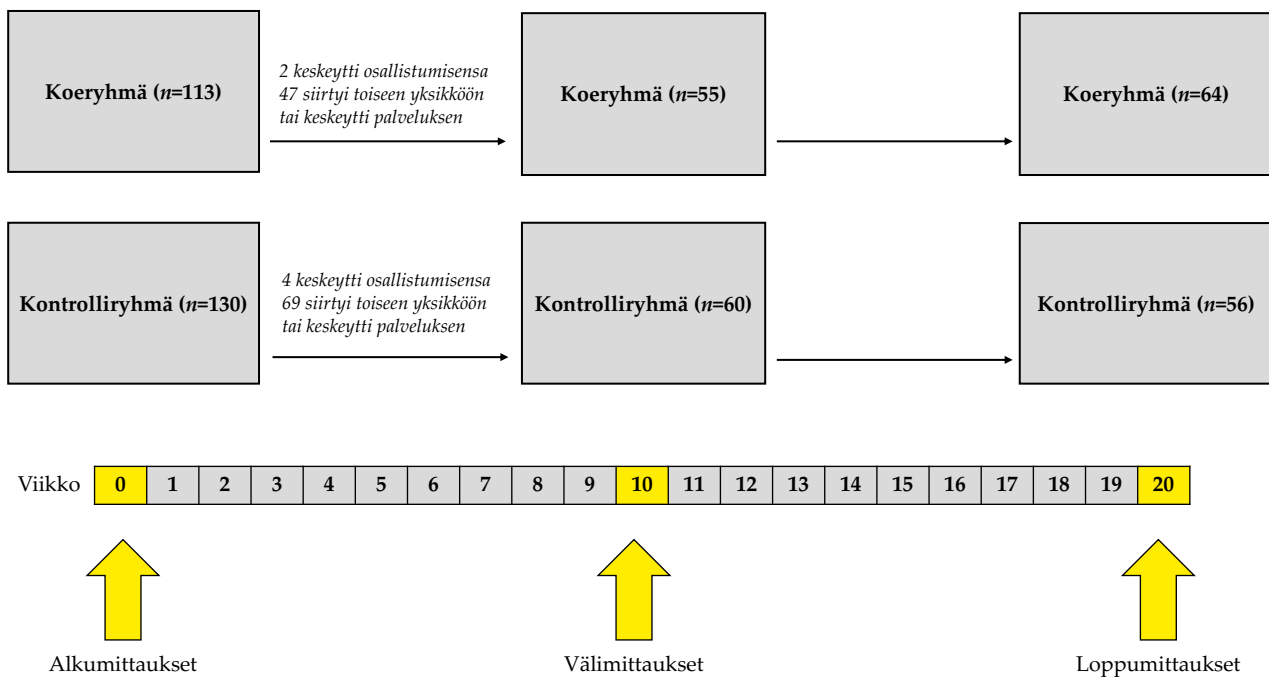 Koeryhmä (n=113)
2 keskeytti osallistumisensa
47 siirtyi toiseen yksikköön
tai keskeytti palveluksen
Koeryhmä (n=55)
Koeryhmä (n=64)
Kontrolliryhmä (n=130)
4 keskeytti osallistumisensa
69 siirtyi toiseen yksikköön
tai keskeytti palveluksen
Kontrolliryhmä (n=60)
Kontrolliryhmä (n=56)
Viikko 0 1 2 3 4 5 6 7 8 9 10 11 12 13 14 15 16 17 18 19 20
Alkumittaukset
Välimittaukset
Loppumittaukset